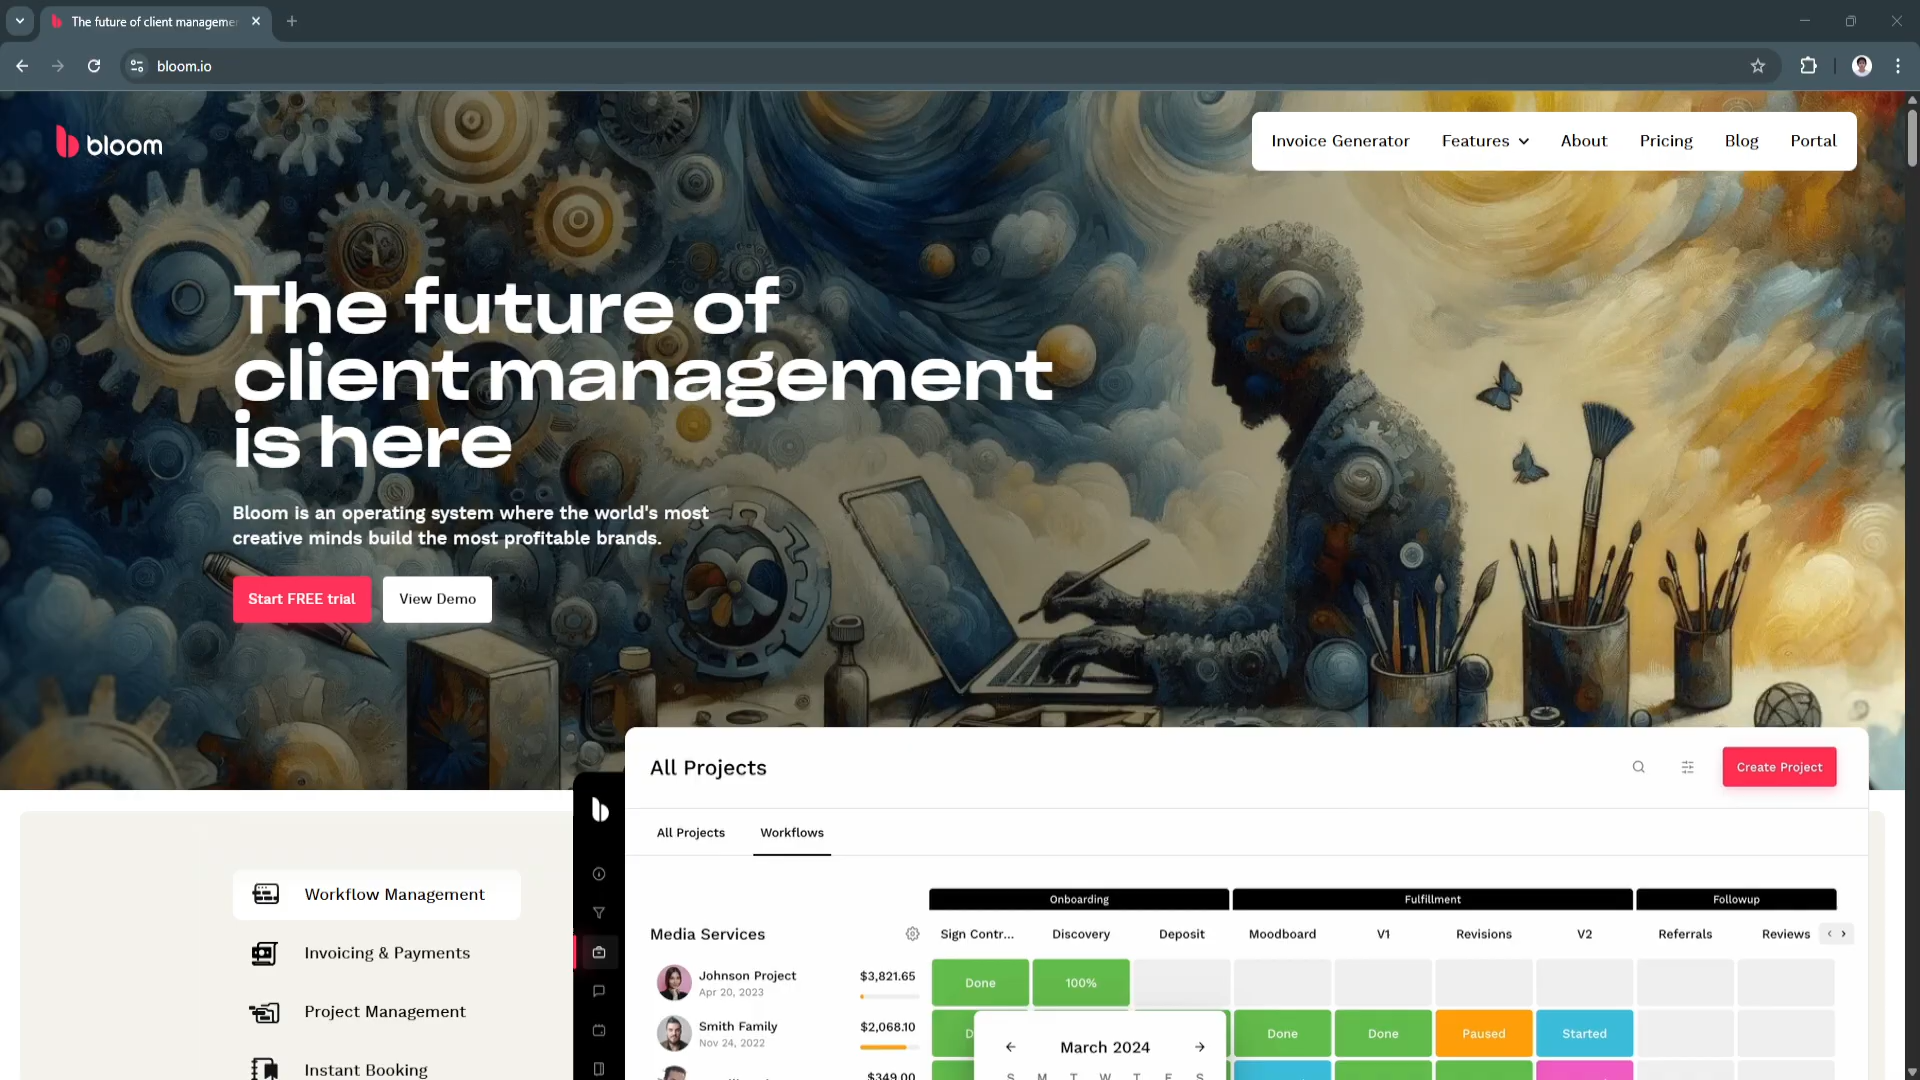 The future of client manageme
bloom.io
bloom
Invoice Generator
Features
About
Pricing
Blog
Portal
The future of
client management
is here
Bloom is an operating system where the world's most
creative minds build the most profitable brands.
Start FREE trial
View Demo
All Projects
Create Project
All Projects
Workflows
Onboarding
Fulfillment
Followup
Media Services
Sign Contr...
Discovery
Deposit
Moodboard
V1
Revisions
V2
Referrals
Reviews
Johnson Project
Apr 20, 2023
$3,821.65
Done
100%
Smith Family
Nov 24, 2022
$2,068.10
D
Done
Done
Paused
Started
March 2024
S M T W T F S
$349.00
Workflow Management
Invoicing & Payments
Project Management
Instant Booking